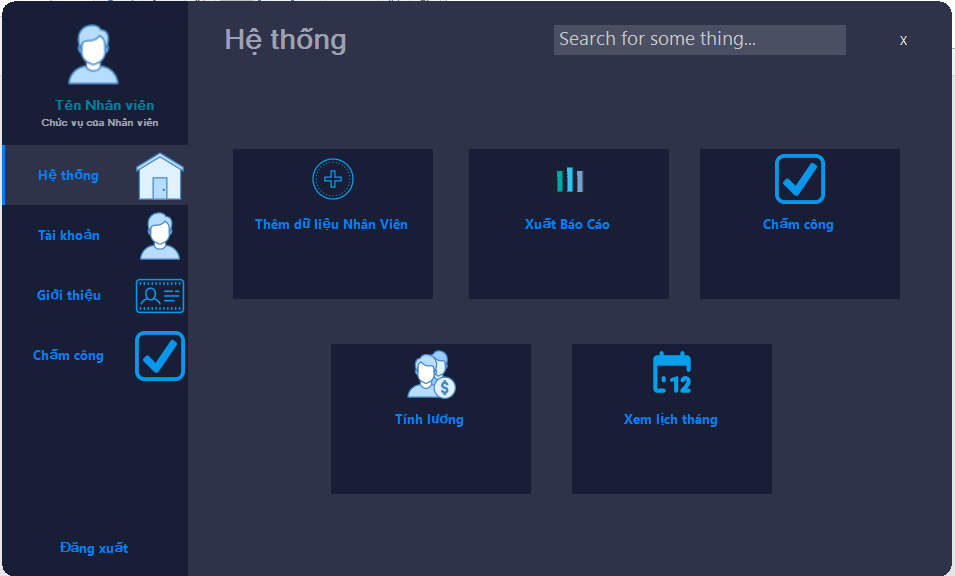 Hệ thống
Search for some thing...
x
Tên Nhân viên
Chức vụ của Nhân viên
Hệ thống
Tài khoản
Giới thiệu
Chấm công
Đăng xuất
Thêm dữ liệu Nhân Viên
Xuất Báo Cáo
Chấm công
$
Tính lương
12
Xem lịch tháng